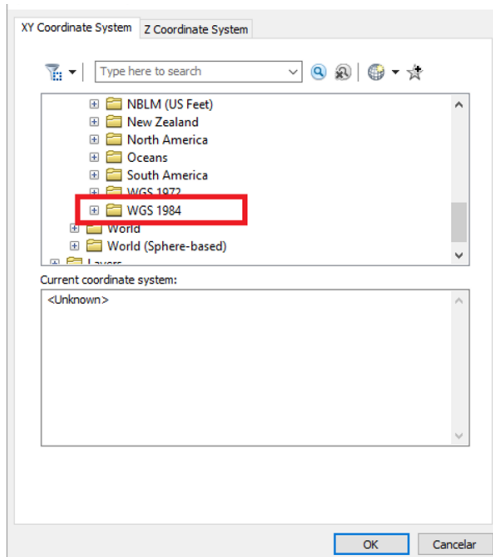 XY Coordinate System Z Coordinate System
Type here to search
NBLM (US Feet)
New Zealand
North America
Oceans
South America
WGS 1972
WGS 1984
World
World (Sphere-based)
Layers
Current coordinate system:
<Unknown>
OK Cancelar